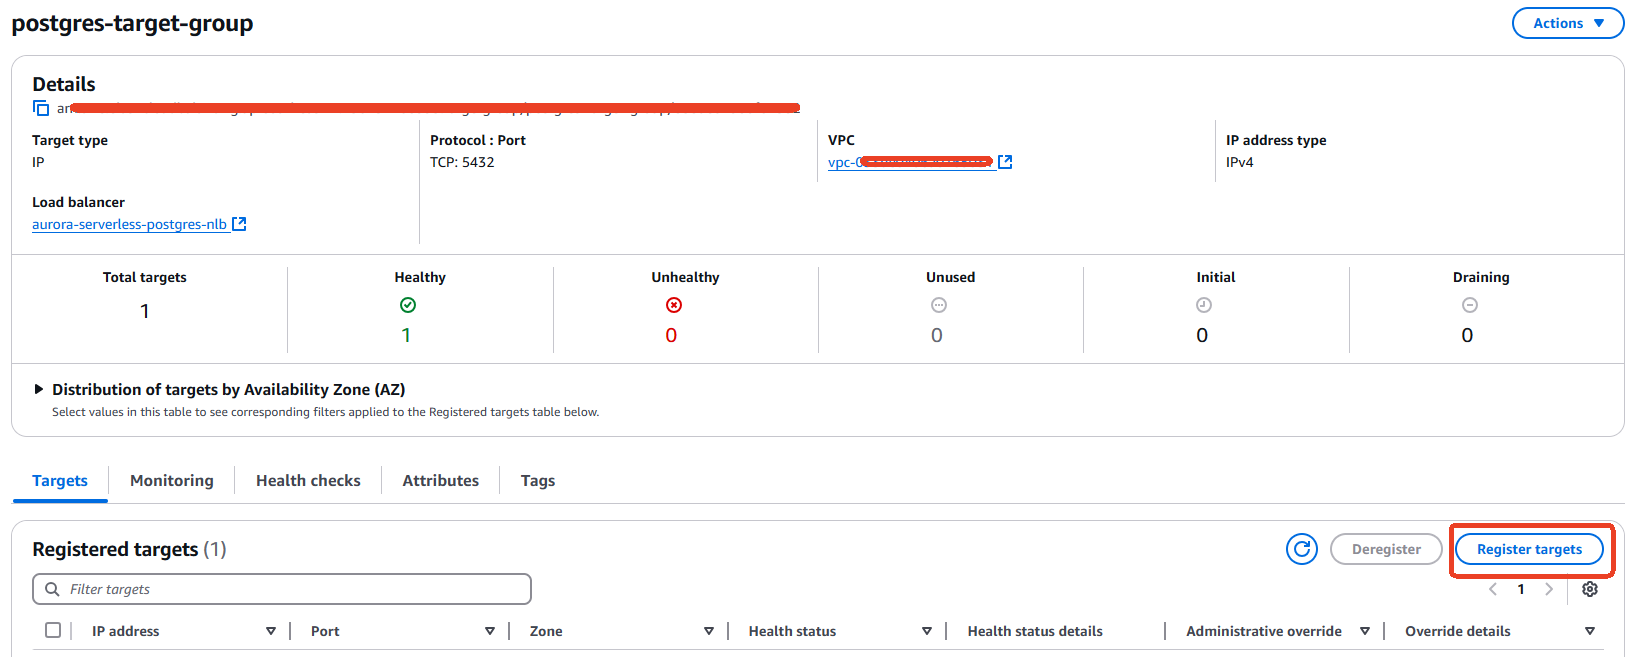 postgres-target-group
Actions
Details
Target type
IP
Protocol : Port
TCP: 5432
VPC
vpc-0
IP address type
IPv4
Load balancer
aurora-serverless-postgres-nlb
Total targets
1
Healthy
1
Unhealthy
0
Unused
0
Initial
0
Draining
0
Distribution of targets by Availability Zone (AZ)
Select values in this table to see corresponding filters applied to the Registered targets table below.
Targets Monitoring Health checks Attributes Tags
Registered targets (1)
Deregister
Register targets
Filter targets
1
IP address Port Zone Health status Health status details Administrative override Override details